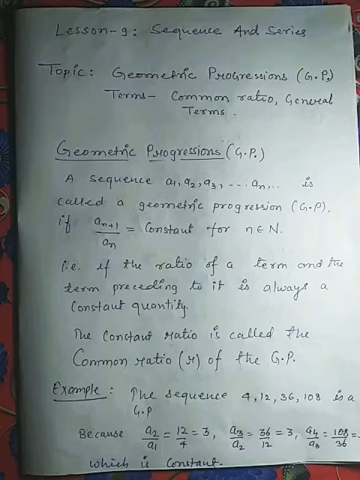 Lesson-9: Sequence And Series
Topic: Geometric Progressions (G.P.)
Terms- Common ratio, General
Terms.
Geometric Progressions (G.P.)
A sequence a₁, a₂, a₃, .... aₙ,.. is
called a geometric progression (G.P),
if aₙ₊₁/aₙ = Constant for n∈N.
i.e. if the ratio of a term and the
term preceding to it is always a
Constant quantity.
The Constant ratio is called the
Common ratio (r) of the G.P.
Example: The sequence 4, 12, 36, 108 is a
G.P
Because a₂/a₁ = 12/4 = 3, a₃/a₂ = 36/12 = 3, a₄/a₃ = 108/36 =
which is Constant.